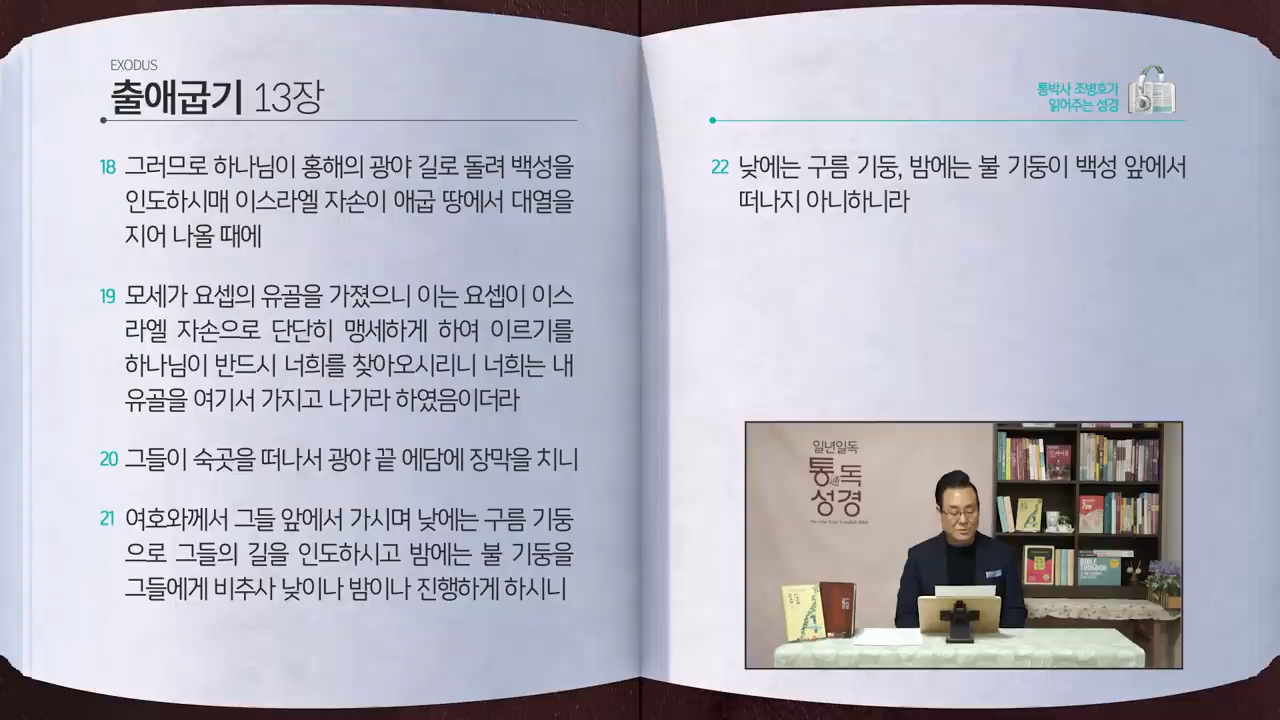 EXODUS
출애굽기 13장
18 그러므로 하나님이 홍해의 광야 길로 돌려 백성을
인도하시매 이스라엘 자손이 애굽 땅에서 대열을
지어 나올 때에
19 모세가 요셉의 유골을 가졌으니 이는 요셉이 이스
라엘 자손으로 단단히 맹세하게 하여 이르기를
하나님이 반드시 너희를 찾아오시리니 너희는 내
유골을 여기서 가지고 나가라 하였음이더라
20 그들이 숙곳을 떠나서 광야 끝 에담에 장막을 치니
21 여호와께서 그들 앞에서 가시며 낮에는 구름 기둥
으로 그들의 길을 인도하시고 밤에는 불 기둥을
그들에게 비추사 낮이나 밤이나 진행하게 하시니
통박사 조병호가
읽어주는 성경
22 낮에는 구름 기둥, 밤에는 불 기둥이 백성 앞에서
떠나지 아니하니라
일년일독
통독
성경
BIBLE
TONGDOK